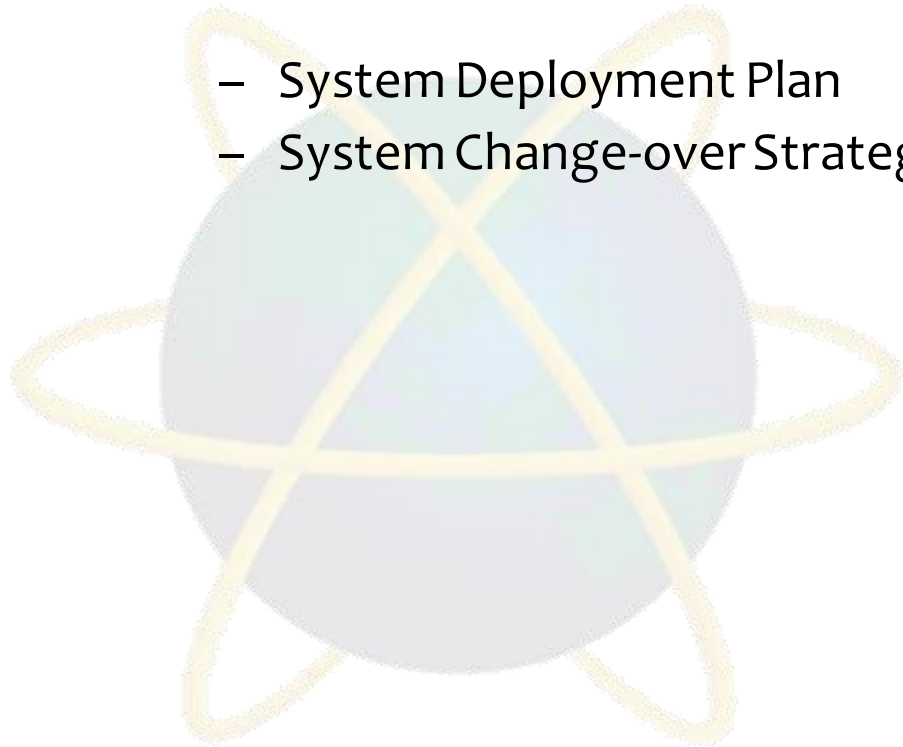 – System Deployment Plan
– System Change-over Strateg